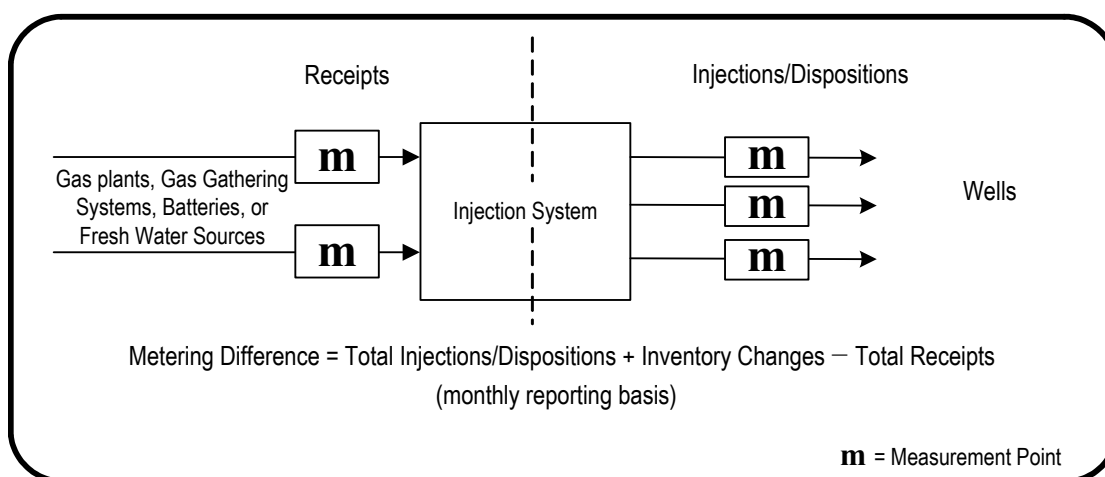 Receipts
Injections/Dispositions
m
m
Gas plants, Gas Gathering
Systems, Batteries, or
Fresh Water Sources
Injection System
m
m
m
Wells
Metering Difference = Total Injections/Dispositions + Inventory Changes − Total Receipts
(monthly reporting basis)
m = Measurement Point